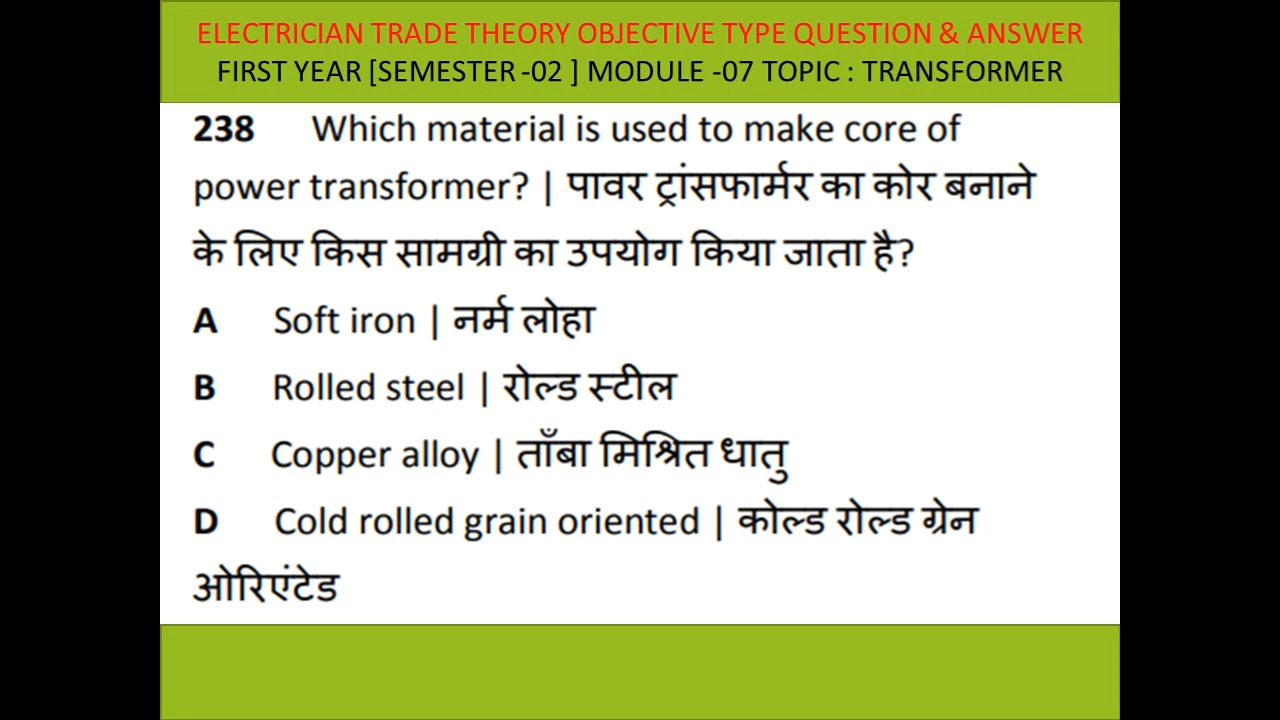 ELECTRICIAN TRADE THEORY OBJECTIVE TYPE QUESTION & ANSWER
FIRST YEAR [SEMESTER -02 ] MODULE -07 TOPIC : TRANSFORMER
238 Which material is used to make core of
power transformer? | पावर ट्रांसफार्मर का कोर बनाने
के लिए किस सामग्री का उपयोग किया जाता है?
A Soft iron | नर्म लोहा
B Rolled steel | रोल्ड स्टील
C Copper alloy | ताँबा मिश्रित धातु
D Cold rolled grain oriented | कोल्ड रोल्ड ग्रेन
ओरिएंटेड